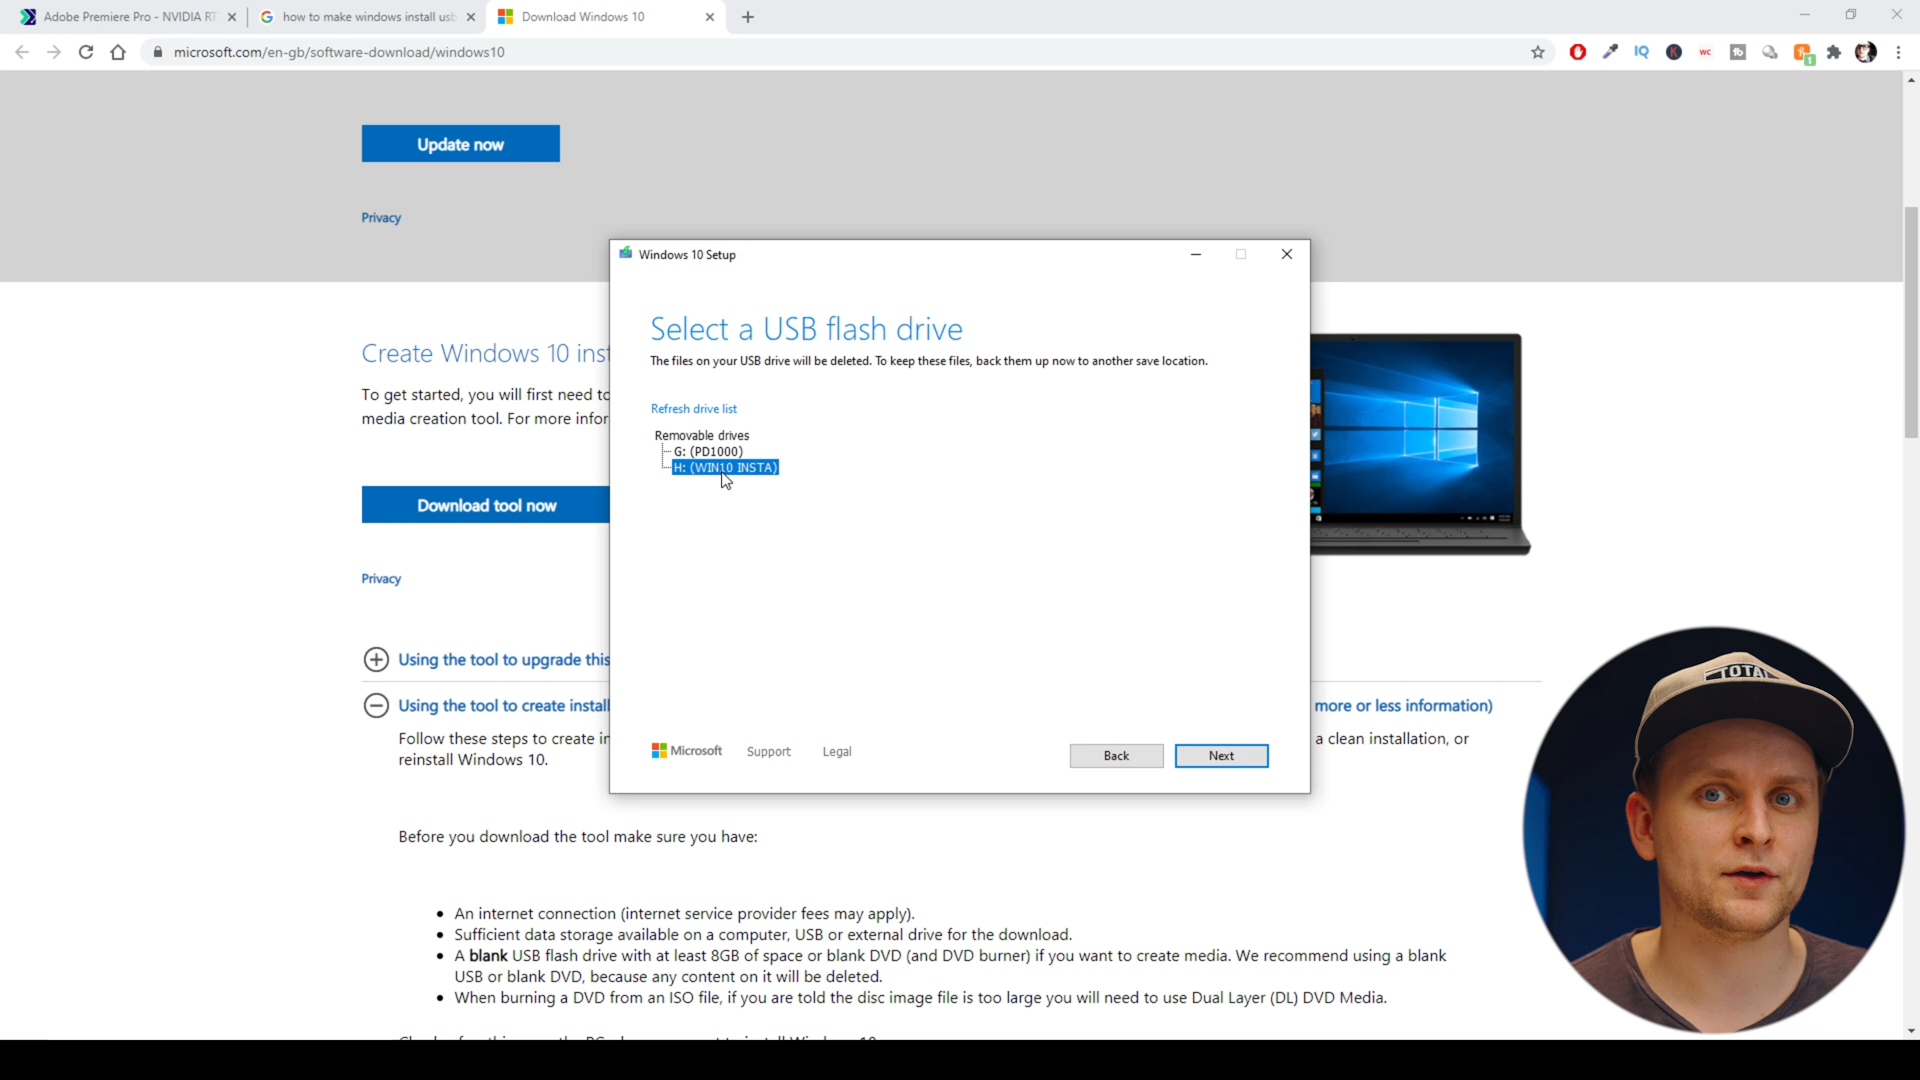 Adobe Premiere Pro - NVIDIA RT
how to make windows install usb
Download Windows 10
microsoft.com/en-gb/software-download/windows10
IQ
K
WC
1
Update now
Privacy
Windows 10 Setup
Select a USB flash drive
The files on your USB drive will be deleted. To keep these files, back them up now to another save location.
Refresh drive list
Removable drives
G: (PD1000)
H: (WIN10 INSTA)
Microsoft
Support
Legal
Back
Next
Create Windows 10 inst
To get started, you will first need to
media creation tool. For more infor
Download tool now
Privacy
Using the tool to upgrade this
Using the tool to create install
more or less information)
Follow these steps to create in
a clean installation, or
reinstall Windows 10.
TOTAL
Before you download the tool make sure you have:
• An internet connection (internet service provider fees may apply).
• Sufficient data storage available on a computer, USB or external drive for the download.
• A blank USB flash drive with at least 8GB of space or blank DVD (and DVD burner) if you want to create media. We recommend using a blank
USB or blank DVD, because any content on it will be deleted.
• When burning a DVD from an ISO file, if you are told the disc image file is too large you will need to use Dual Layer (DL) DVD Media.